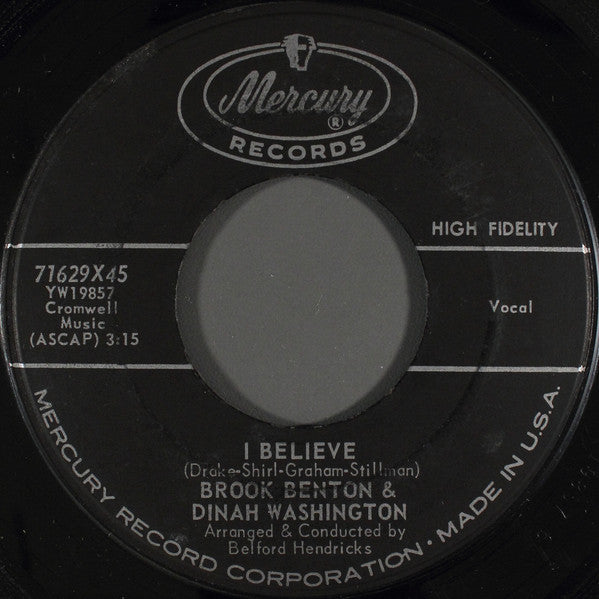 Mercury ®
RECORDS
HIGH FIDELITY
71629X45
YW19857
Cromwell
Music
(ASCAP) 3:15
Vocal
I BELIEVE
(Drake-Shirl-Graham-Stillman)
BROOK BENTON &
DINAH WASHINGTON
Arranged & Conducted by
Belford Hendricks
MERCURY RECORD CORPORATION • MADE IN U.S.A.